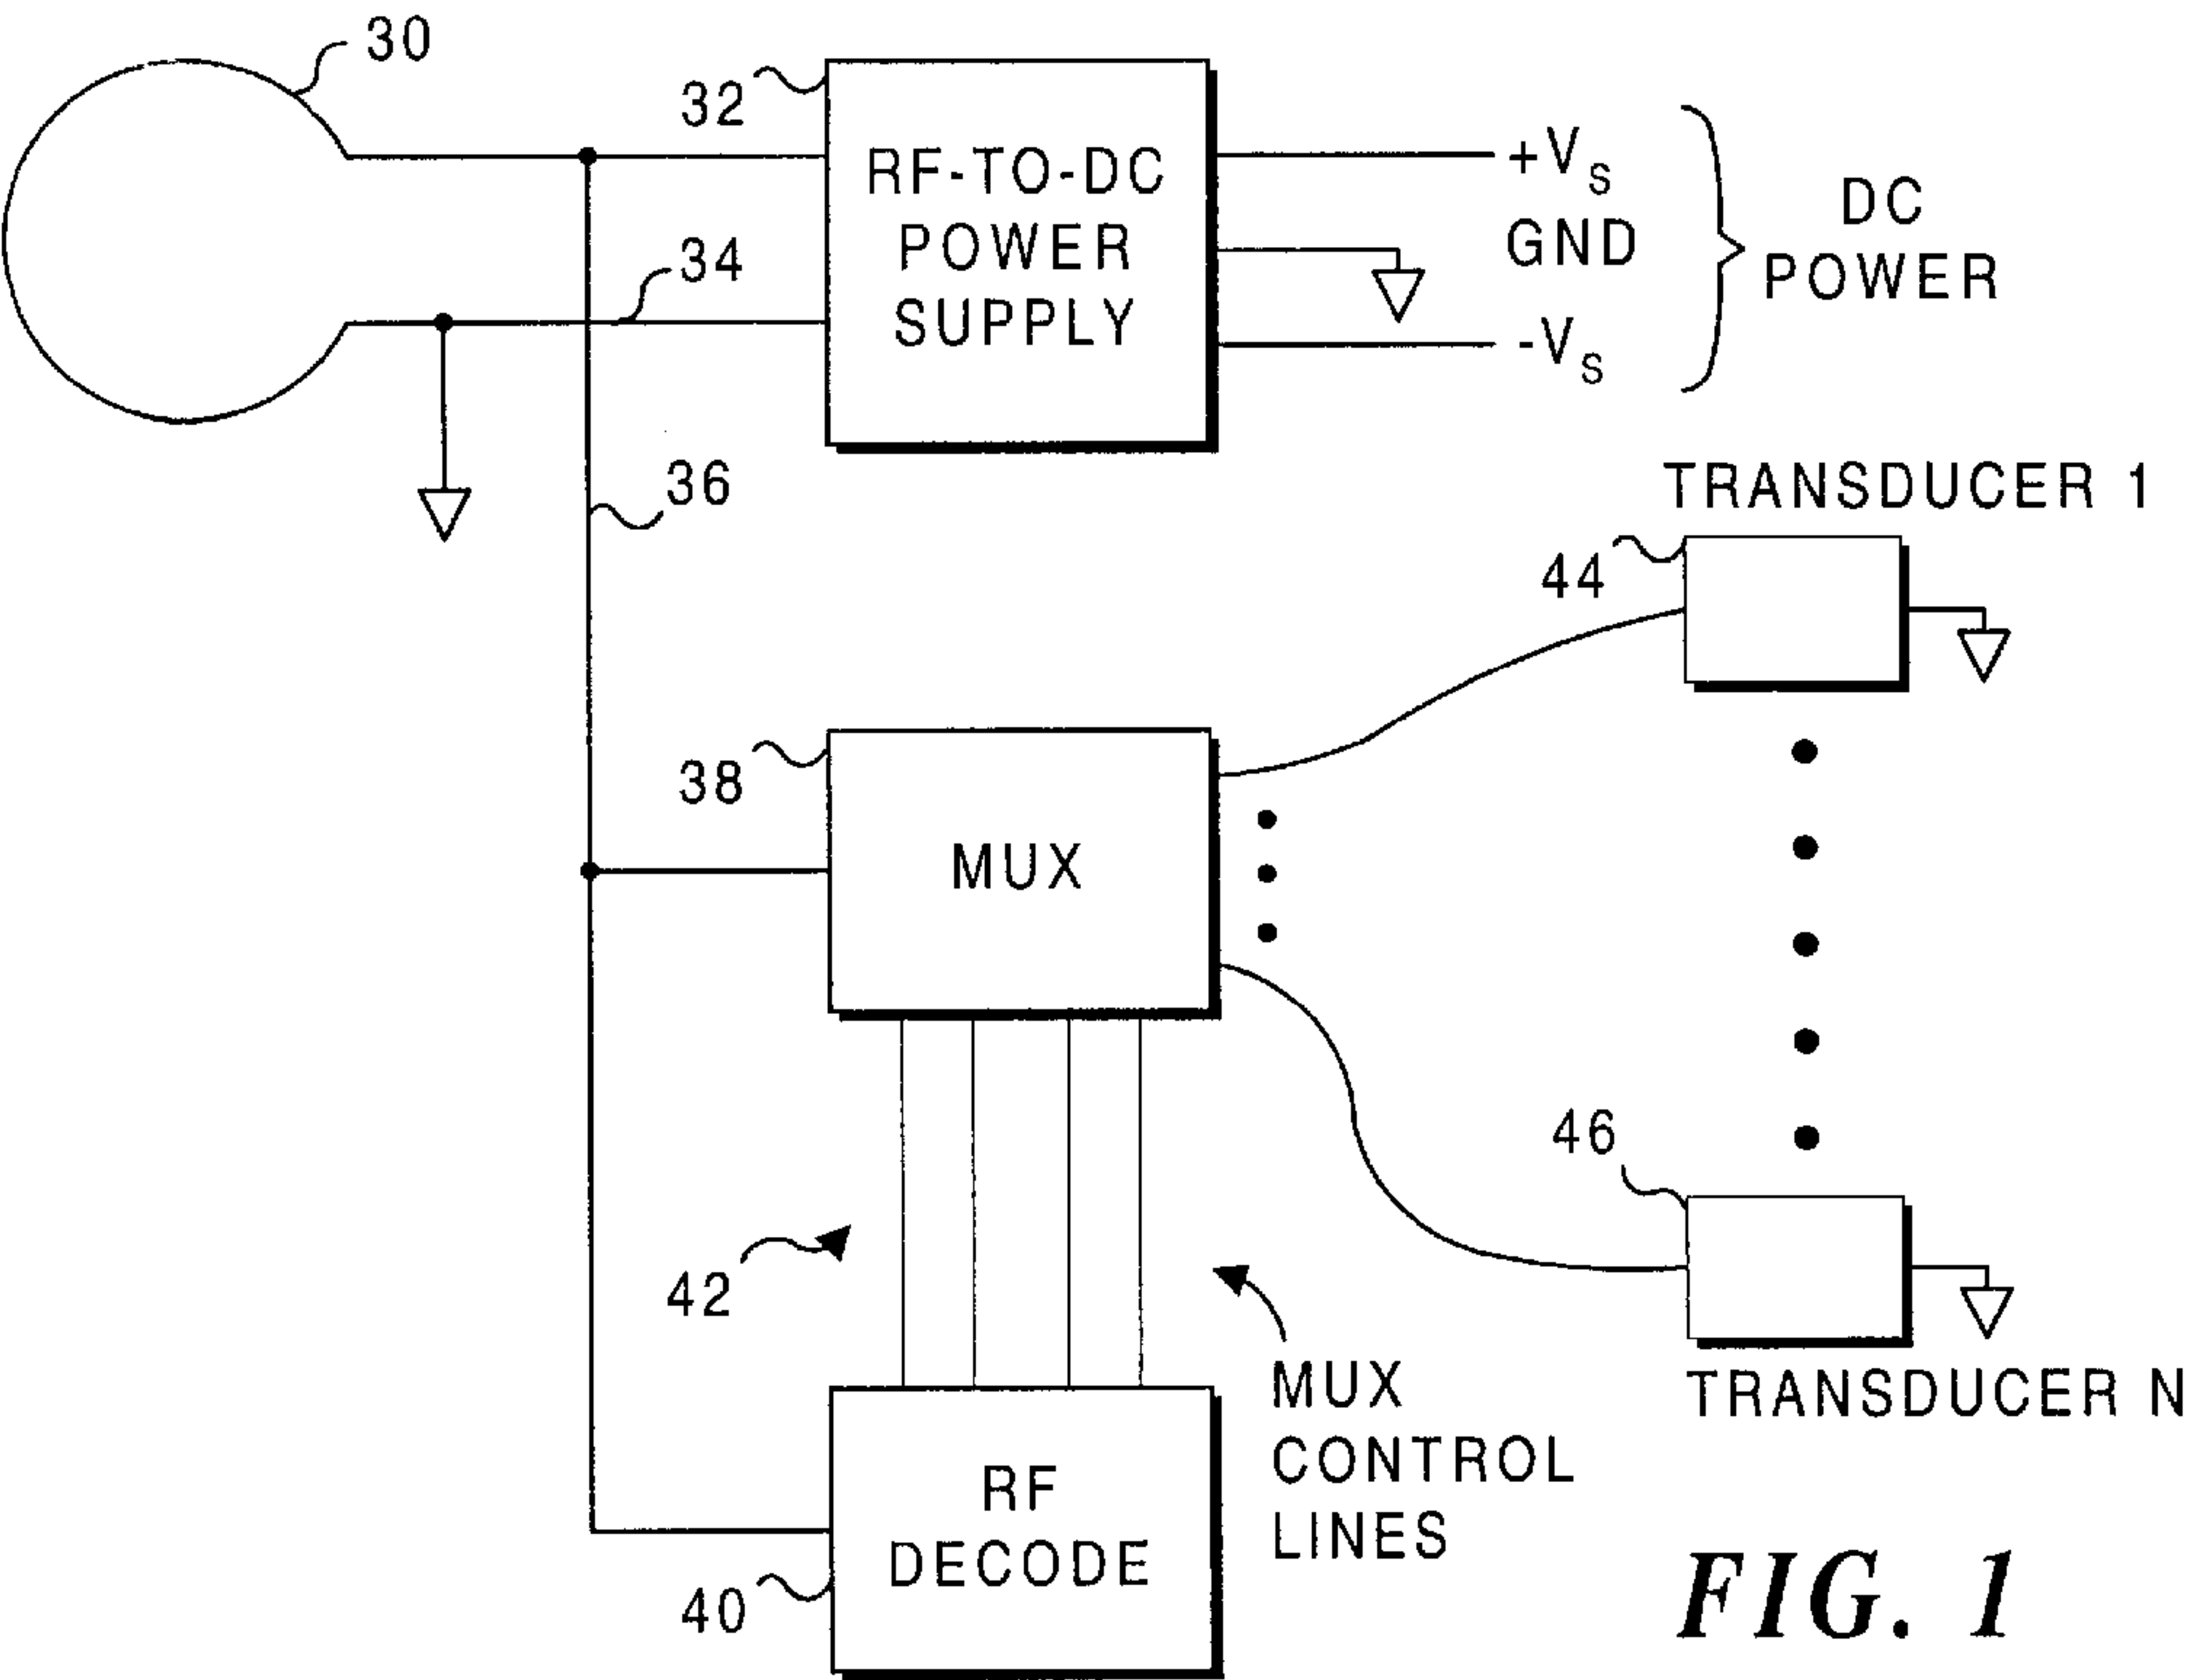 30
32
RF-TO-DC
POWER
SUPPLY
+VS
GND
-VS
DC
POWER
34
36
TRANSDUCER 1
44
38
MUX
46
42
MUX
CONTROL
LINES
TRANSDUCER N
RF
DECODE
40
FIG. 1